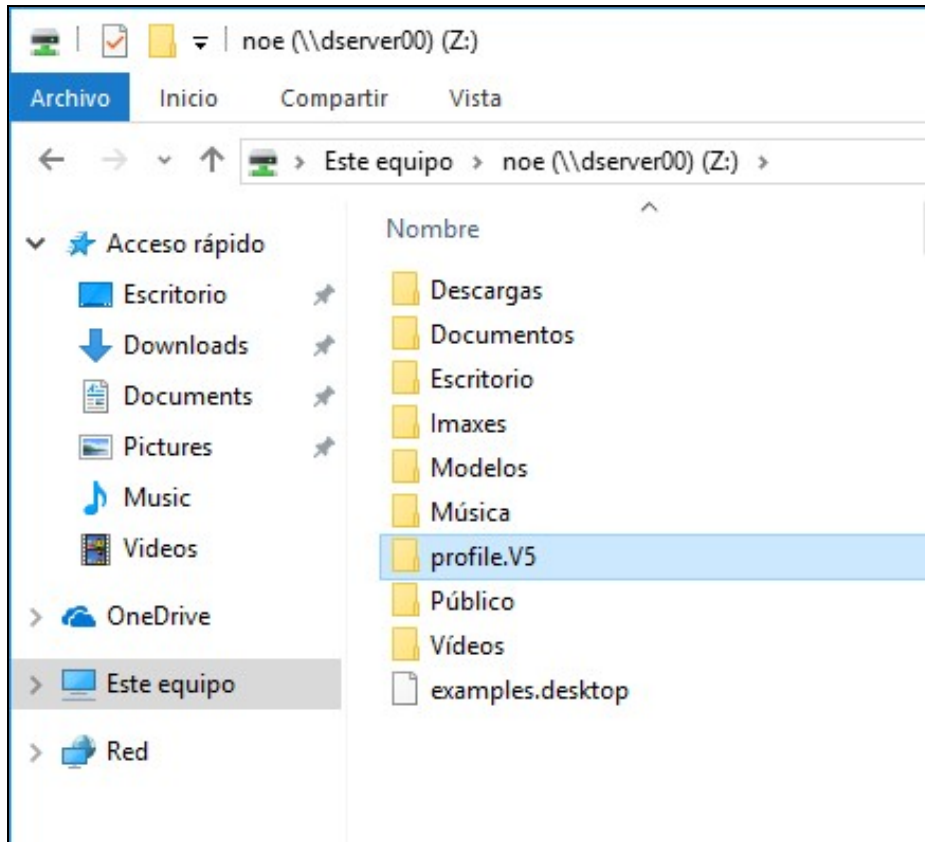 noe (\\dserver00) (Z:)
Archivo Inicio Compartir Vista
Este equipo noe (\\dserver00) (Z:)
Acceso rápido
Escritorio
Downloads
Documents
Pictures
Music
Videos
OneDrive
Este equipo
Red
Nombre
Descargas
Documentos
Escritorio
Imaxes
Modelos
Música
profile.V5
Público
Vídeos
examples.desktop